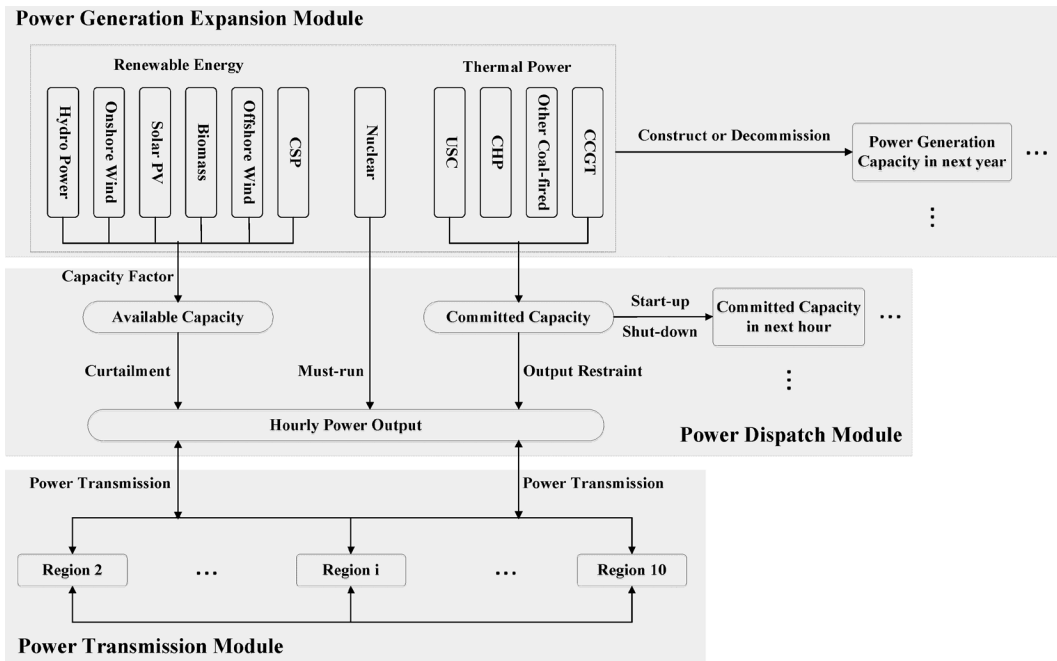 Power Generation Expansion Module
Renewable Energy
Thermal Power
Hydro Power
Onshore Wind
Solar PV
Biomass
Offshore Wind
CSP
Nuclear
USC
CHP
Other Coal-fired
CCGT
Construct or Decommission
Power Generation
Capacity in next year
...
...
Capacity Factor
Available Capacity
Committed Capacity
Start-up
Shut-down
Committed Capacity
in next hour
...
...
Curtailment
Must-run
Output Restraint
Hourly Power Output
Power Dispatch Module
Power Transmission
Power Transmission
Region 2
...
Region i
...
Region 10
Power Transmission Module